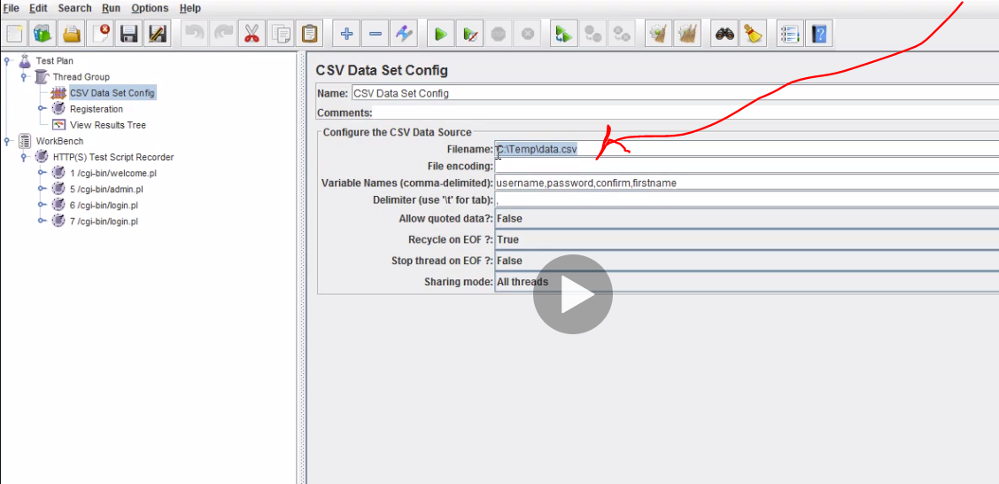 File Edit Search Run Options Help
Test Plan
Thread Group
CSV Data Set Config
Registeration
View Results Tree
WorkBench
HTTP(S) Test Script Recorder
1 /cgi-bin/welcome.pl
5 /cgi-bin/admin.pl
6 /cgi-bin/login.pl
7 /cgi-bin/login.pl
CSV Data Set Config
Name: CSV Data Set Config
Comments:
Configure the CSV Data Source
Filename: C:\Temp\data.csv
File encoding:
Variable Names (comma-delimited): username,password,confirm,firstname
Delimiter (use '\t' for tab): ,
Allow quoted data?: False
Recycle on EOF ?: True
Stop thread on EOF ?: False
Sharing mode: All threads